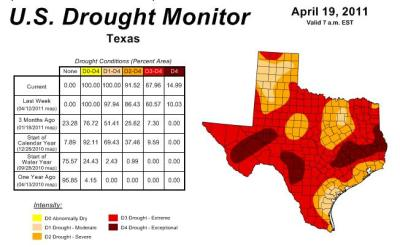 U.S. Drought Monitor
Texas
April 19, 2011
Valid 7 a.m. EST
Drought Conditions (Percent Area)
None D0-D4 D1-D4 D2-D4 D3-D4 D4
Current 0.00 100.00 100.00 91.52 67.96 14.99
Last Week (04/12/2011 map) 0.00 100.00 97.94 86.43 60.57 10.03
3 Months Ago (01/18/2011 map) 23.28 76.72 51.41 25.62 7.30 0.00
Start of Calendar Year (12/28/2010 map) 7.89 92.11 69.43 37.46 9.59 0.00
Start of Water Year (09/28/2010 map) 75.57 24.43 2.43 0.99 0.00 0.00
One Year Ago (04/13/2010 map) 95.85 4.15 0.00 0.00 0.00 0.00
Intensity:
D0 Abnormally Dry
D1 Drought - Moderate
D2 Drought - Severe
D3 Drought - Extreme
D4 Drought - Exceptional